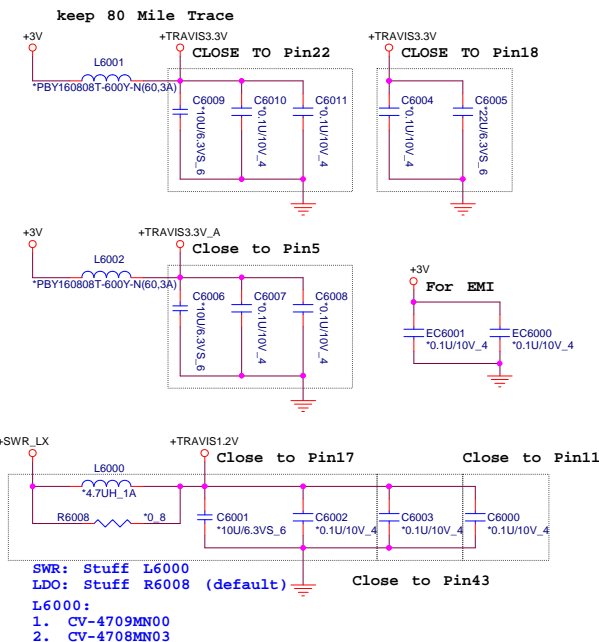 keep 80 Mile Trace
+3V
+TRAVIS3.3V
CLOSE TO Pin22
L6001
*PBY160808T-600Y-N(60,3A)
C6009
*10U/6.3VS_6
C6010
*0.1U/10V_4
C6011
*0.1U/10V_4
+TRAVIS3.3V
CLOSE TO Pin18
C6004
*0.1U/10V_4
C6005
*22U/6.3VS_6
+3V
+TRAVIS3.3V_A
Close to Pin5
L6002
*PBY160808T-600Y-N(60,3A)
C6006
*10U/6.3VS_6
C6007
*0.1U/10V_4
C6008
*0.1U/10V_4
+3V
For EMI
EC6001
*0.1U/10V_4
EC6000
*0.1U/10V_4
+SWR_LX
+TRAVIS1.2V
Close to Pin17
Close to Pin11
L6000
*4.7UH_1A
R6008
*0_8
C6001
*10U/6.3VS_6
C6002
*0.1U/10V_4
C6003
*0.1U/10V_4
C6000
*0.1U/10V_4
SWR: Stuff L6000
LDO: Stuff R6008 (default)
Close to Pin43
L6000:
1. CV-4709MN00
2. CV-4708MN03